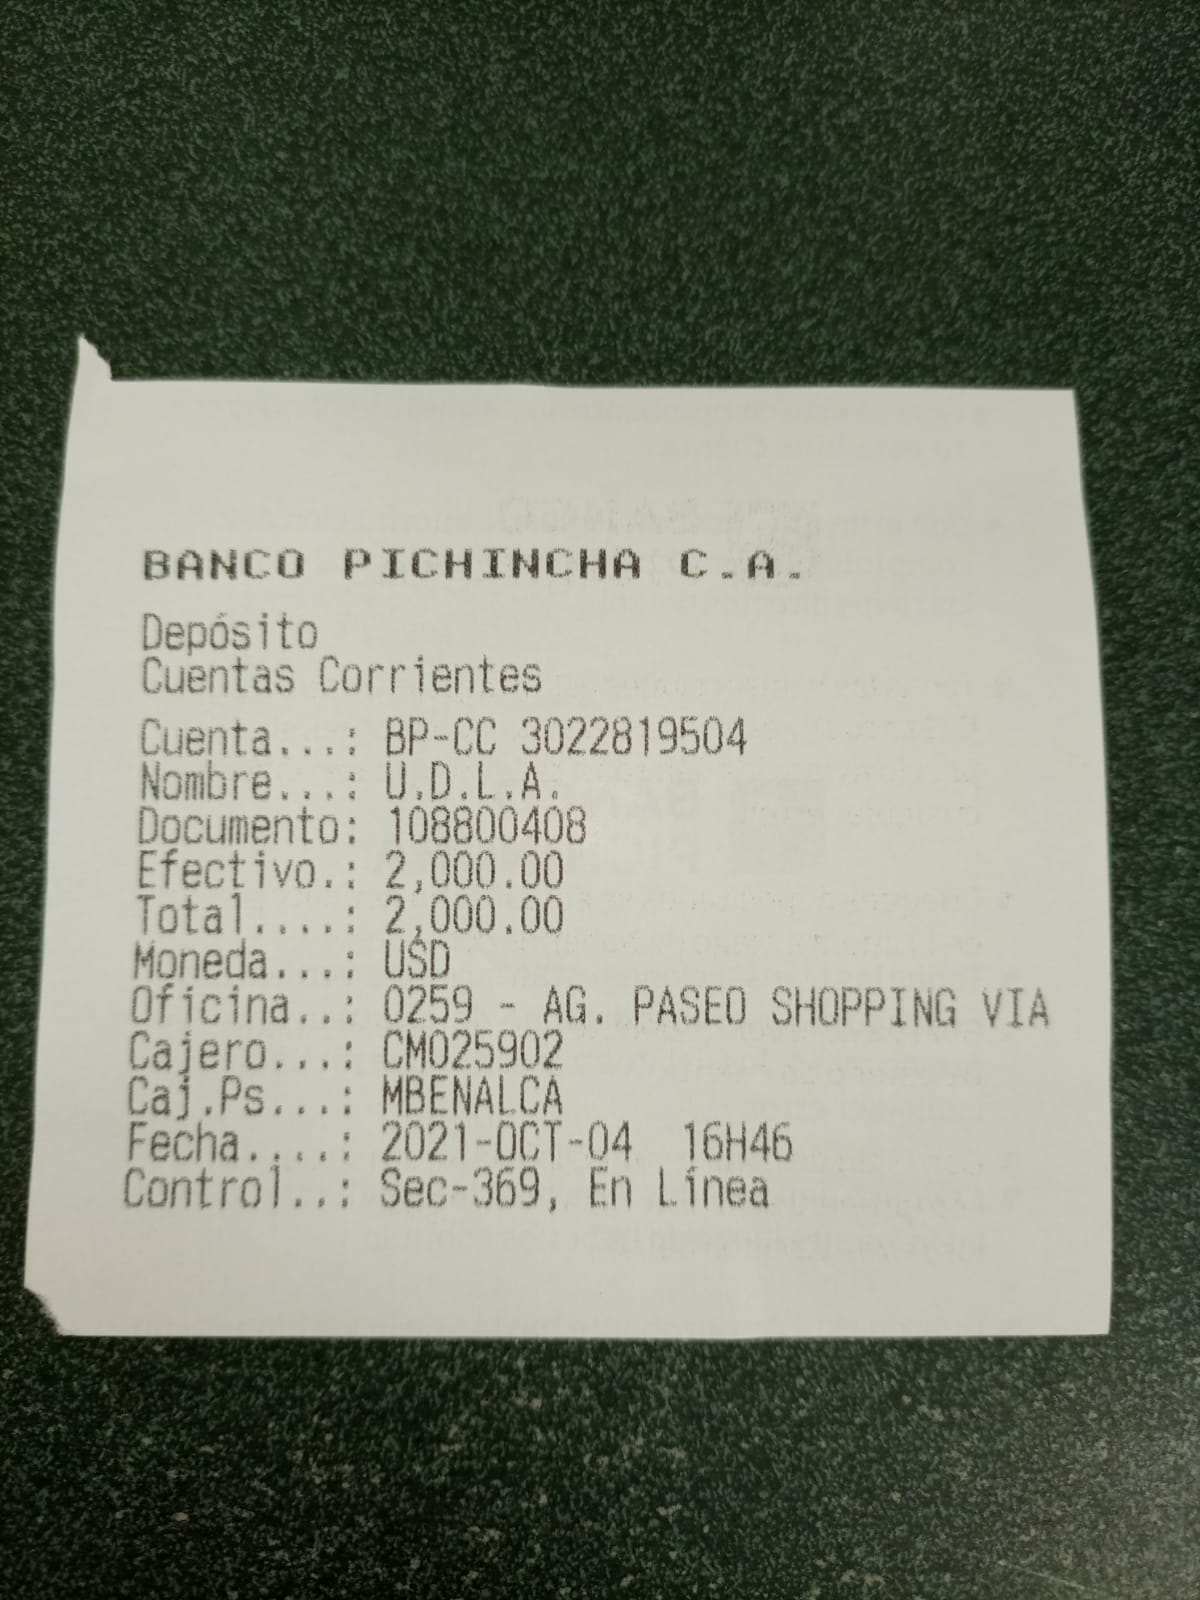 BANCO PICHINCHA C.A.
Depósito
Cuentas Corrientes
Cuenta...: BP-CC 3022819504
Nombre...: U.D.L.A.
Documento: 108800408
Efectivo.: 2,000.00
Total....: 2,000.00
Moneda...: USD
Oficina..: 0259 - AG. PASEO SHOPPING VIA
Cajero...: CM025902
Caj.Ps...: MBENALCA
Fecha....: 2021-OCT-04 16H46
Control..: Sec-369, En Línea